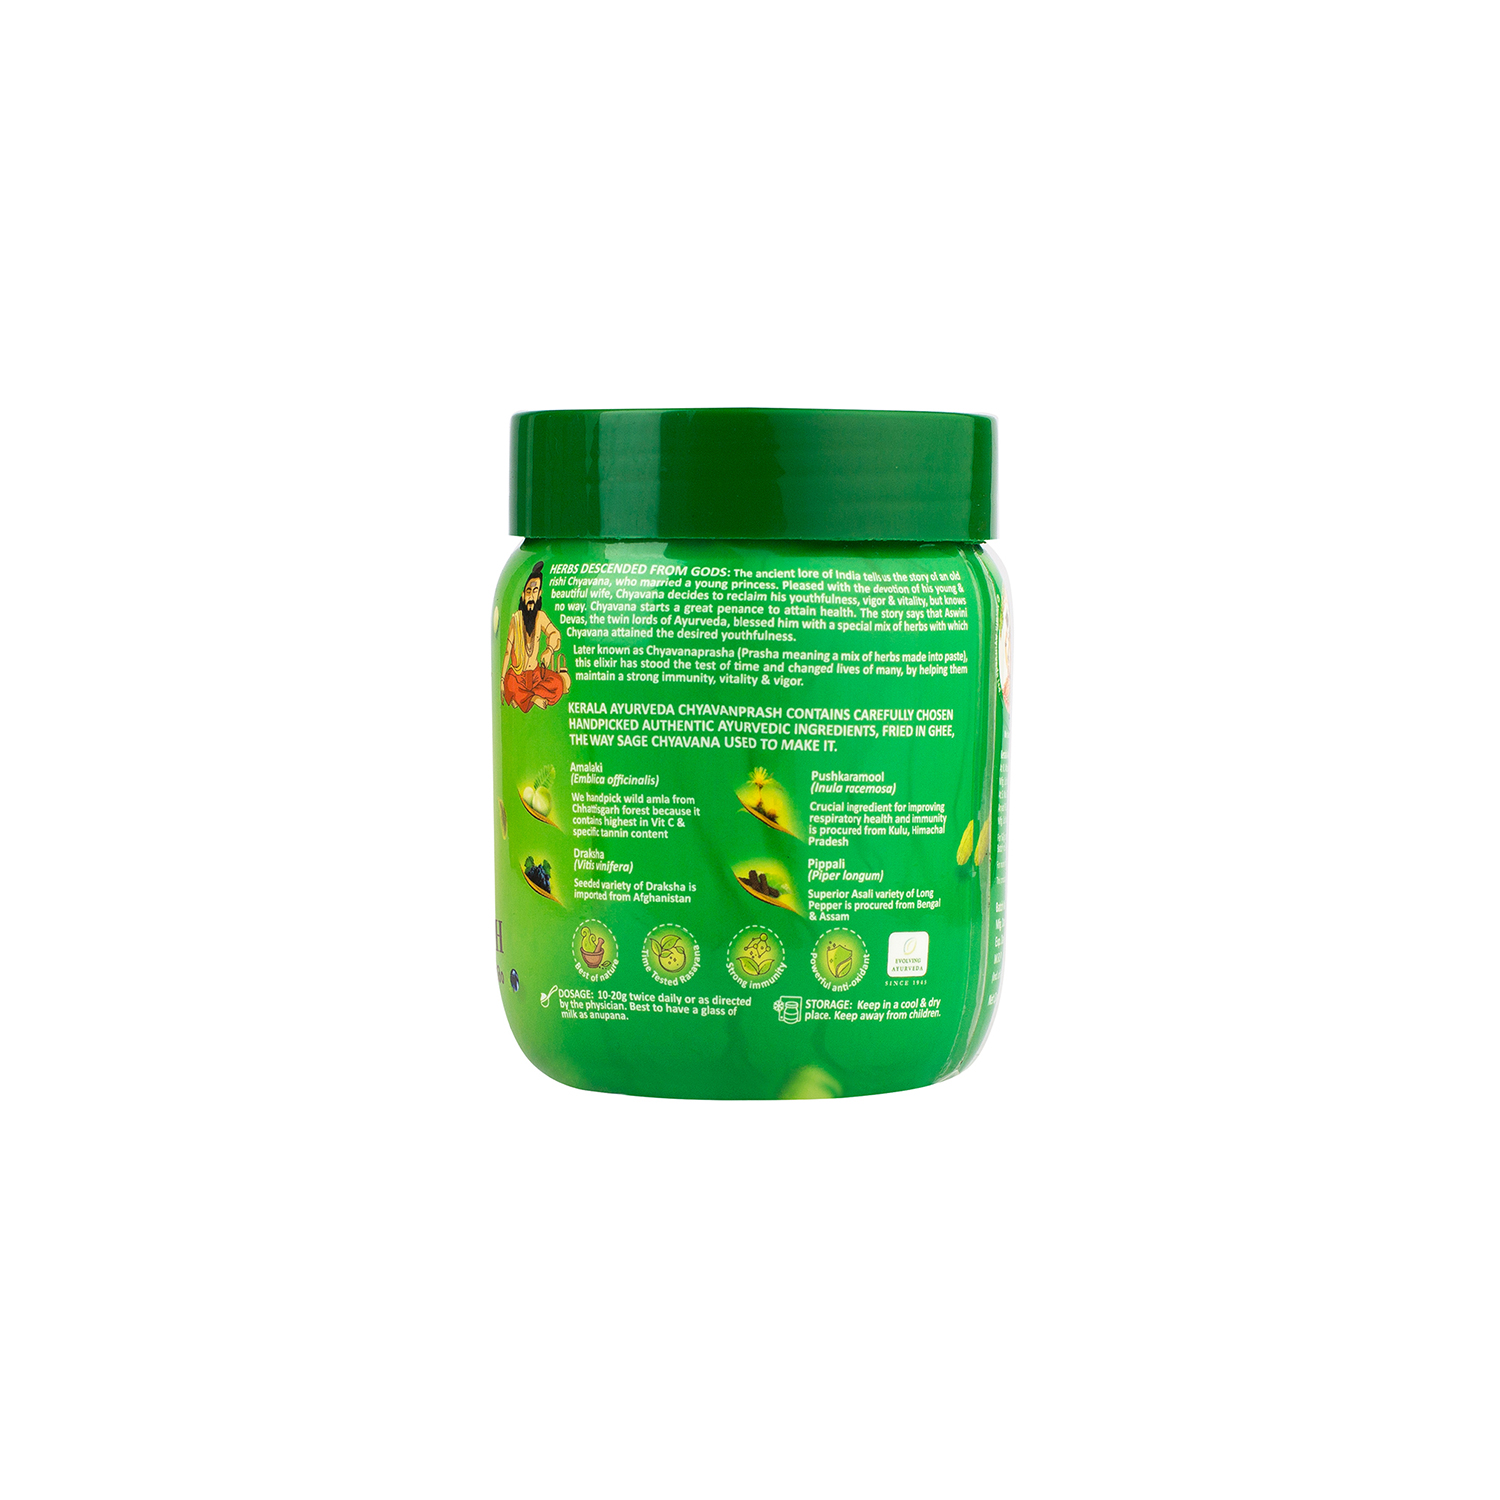 HERBS DESCENDED FROM GODS: The ancient lore of India tells us the story of an old
rishi Chyavana, who married a young princess. Pleased with the devotion of his young &
beautiful wife, Chyavana decides to reclaim his youthfulness, vigor & vitality, but knows
no way. Chyavana starts a great penance to attain health. The story says that Aswini
Devas, the twin lords of Ayurveda, blessed him with a special mix of herbs with which
Chyavana attained the desired youthfulness.
Later known as Chyavanaprasha (Prasha meaning a mix of herbs made into paste),
this elixir has stood the test of time and changed lives of many, by helping them
maintain a strong immunity, vitality & vigor.
KERALA AYURVEDA CHYAVANPRASH CONTAINS CAREFULLY CHOSEN
HANDPICKED AUTHENTIC AYURVEDIC INGREDIENTS, FRIED IN GHEE,
THE WAY SAGE CHYAVANA USED TO MAKE IT.
Amalaki
(Emblica officinalis)
We handpick wild amla from
Chhattisgarh forest because it
contains highest in Vit C &
specific tannin content
Pushkaramool
(Inula racemosa)
Crucial ingredient for improving
respiratory health and immunity
is procured from Kulu, Himachal
Pradesh
Draksha
(Vitis vinifera)
Seeded variety of Draksha is
imported from Afghanistan
Pippali
(Piper longum)
Superior Asali variety of Long
Pepper is procured from Bengal
& Assam
H
Best of nature
Time Tested Rasayana
Strong immunity
Powerful anti-oxidant
EVOLVING
AYURVEDA
SINCE 1945
DOSAGE: 10-20g twice daily or as directed
by the physician. Best to have a glass of
milk as anupana.
STORAGE: Keep in a cool & dry
place. Keep away from children.